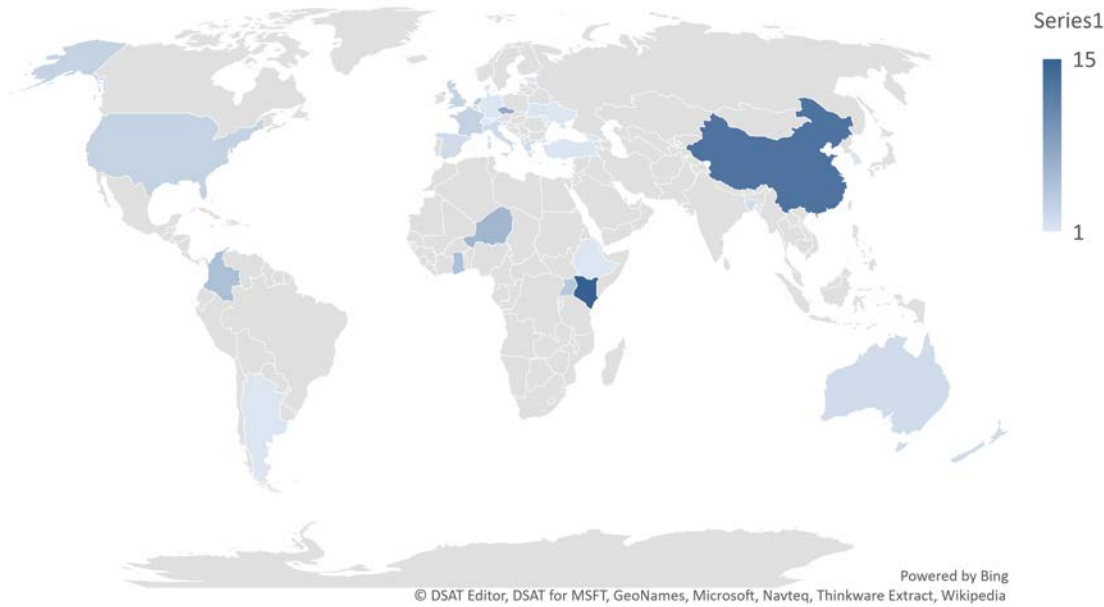 Series1
15
1
Powered by Bing
© DSAT Editor, DSAT for MSFT, GeoNames, Microsoft, Navteq, Thinkware Extract, Wikipedia